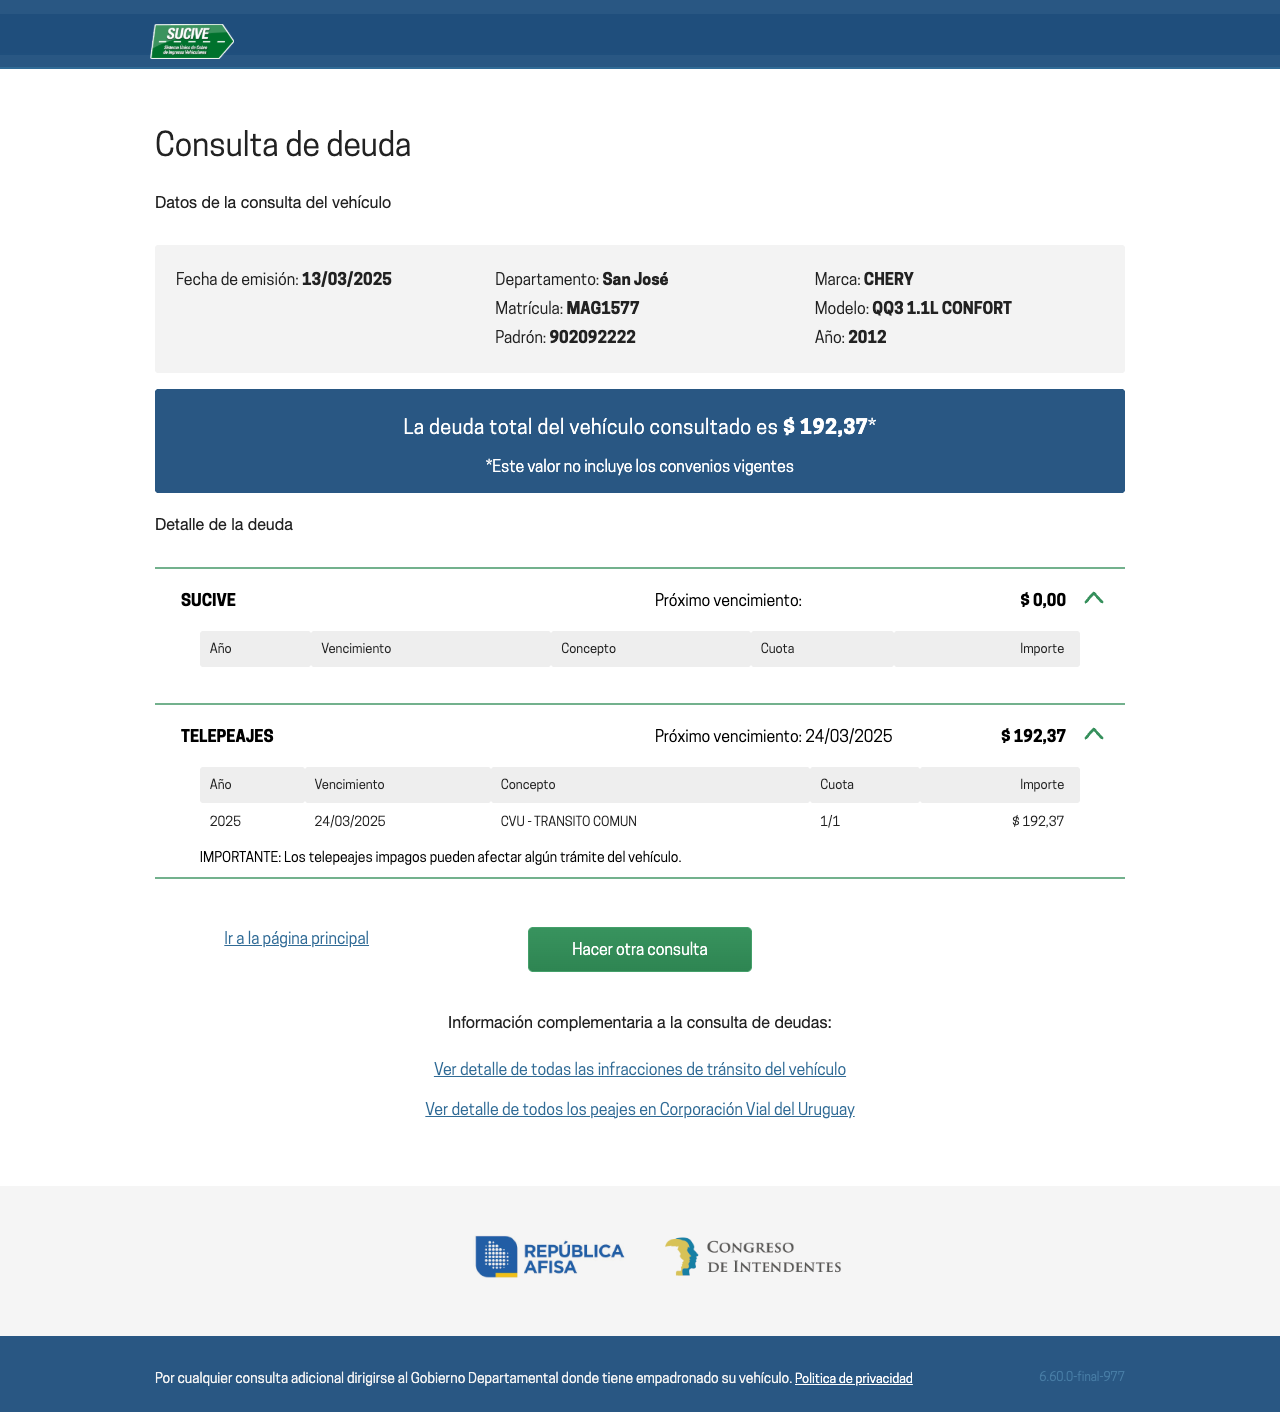 SUCIVE
Sistema Único de Cobro
de Ingresos Vehiculares
Consulta de deuda
Datos de la consulta del vehículo
Fecha de emisión: 13/03/2025
Departamento: San José
Matrícula: MAG1577
Padrón: 902092222
Marca: CHERY
Modelo: QQ3 1.1L CONFORT
Año: 2012
La deuda total del vehículo consultado es $ 192,37*
*Este valor no incluye los convenios vigentes
Detalle de la deuda
SUCIVE Próximo vencimiento: $ 0,00
Año Vencimiento Concepto Cuota Importe
TELEPEAJES Próximo vencimiento: 24/03/2025 $ 192,37
Año Vencimiento Concepto Cuota Importe
2025 24/03/2025 CVU - TRANSITO COMUN 1/1 $ 192,37
IMPORTANTE: Los telepeajes impagos pueden afectar algún trámite del vehículo.
Ir a la página principal
Hacer otra consulta
Información complementaria a la consulta de deudas:
Ver detalle de todas las infracciones de tránsito del vehículo
Ver detalle de todos los peajes en Corporación Vial del Uruguay
REPÚBLICA
AFISA
CONGRESO
DE INTENDENTES
Por cualquier consulta adicional dirigirse al Gobierno Departamental donde tiene empadronado su vehículo. Politica de privacidad
6.60.0-final-977